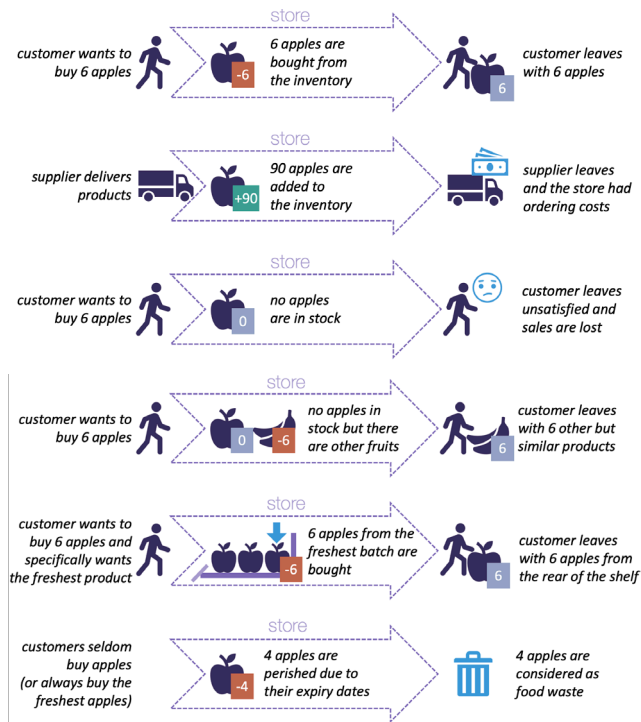 store
customer wants to
buy 6 apples
-6
6 apples are
bought from
the inventory
6
customer leaves
with 6 apples
store
supplier delivers
products
+90
90 apples are
added to
the inventory
supplier leaves
and the store had
ordering costs
store
customer wants to
buy 6 apples
0
no apples
are in stock
customer leaves
unsatisfied and
sales are lost
store
customer wants to
buy 6 apples
0
-6
no apples in
stock but there
are other fruits
6
customer leaves
with 6 other but
similar products
store
customer wants to
buy 6 apples and
specifically wants
the freshest product
-6
6 apples from the
freshest batch are
bought
6
customer leaves
with 6 apples from
the rear of the shelf
store
customers seldom
buy apples
(or always buy the
freshest apples)
-4
4 apples are
perished due to
their expiry dates
4 apples are
considered as
food waste